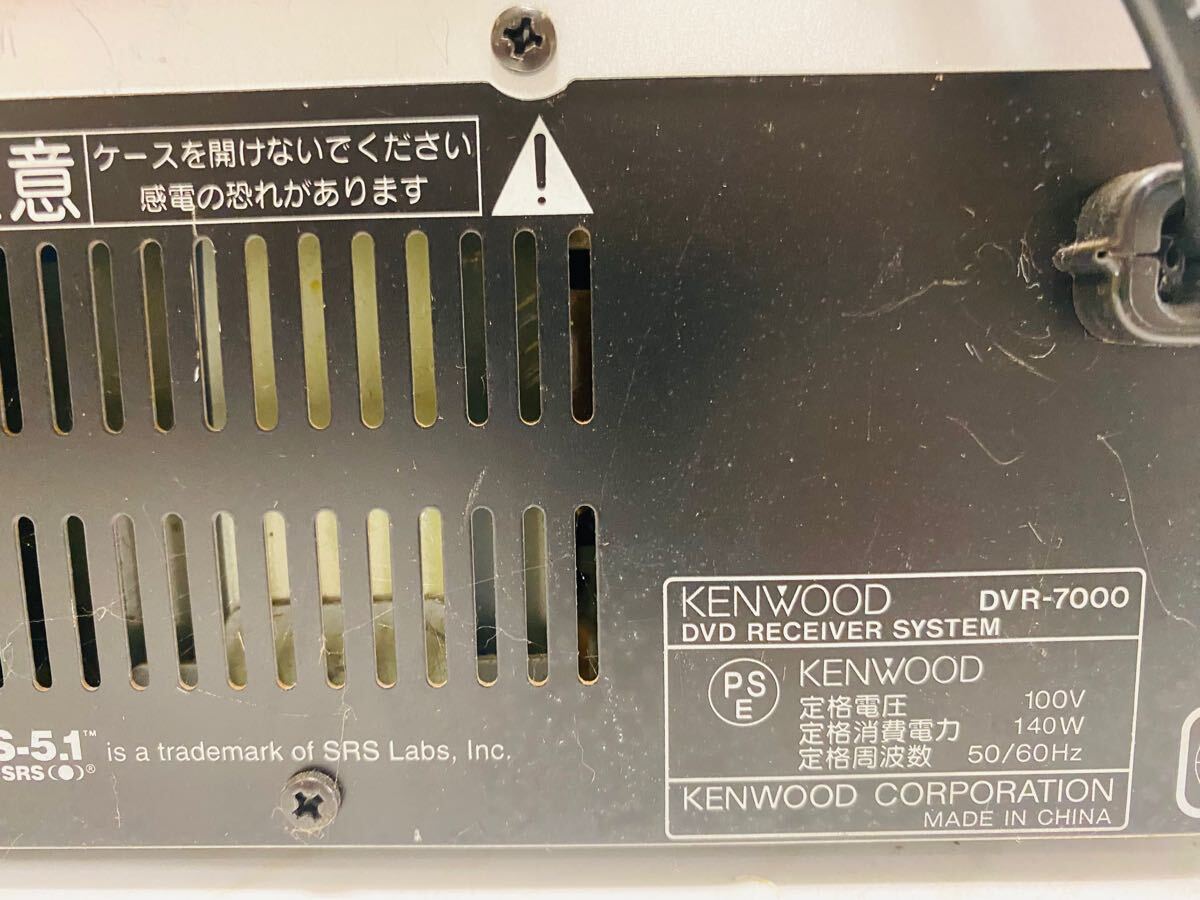 意
ケースを開けないでください
感電の恐れがあります
S-5.1™ is a trademark of SRS Labs, Inc.
SRS(●)®
KENWOOD DVR-7000
DVD RECEIVER SYSTEM
PSE KENWOOD
定格電圧 100V
定格消費電力 140W
定格周波数 50/60Hz
KENWOOD CORPORATION
MADE IN CHINA